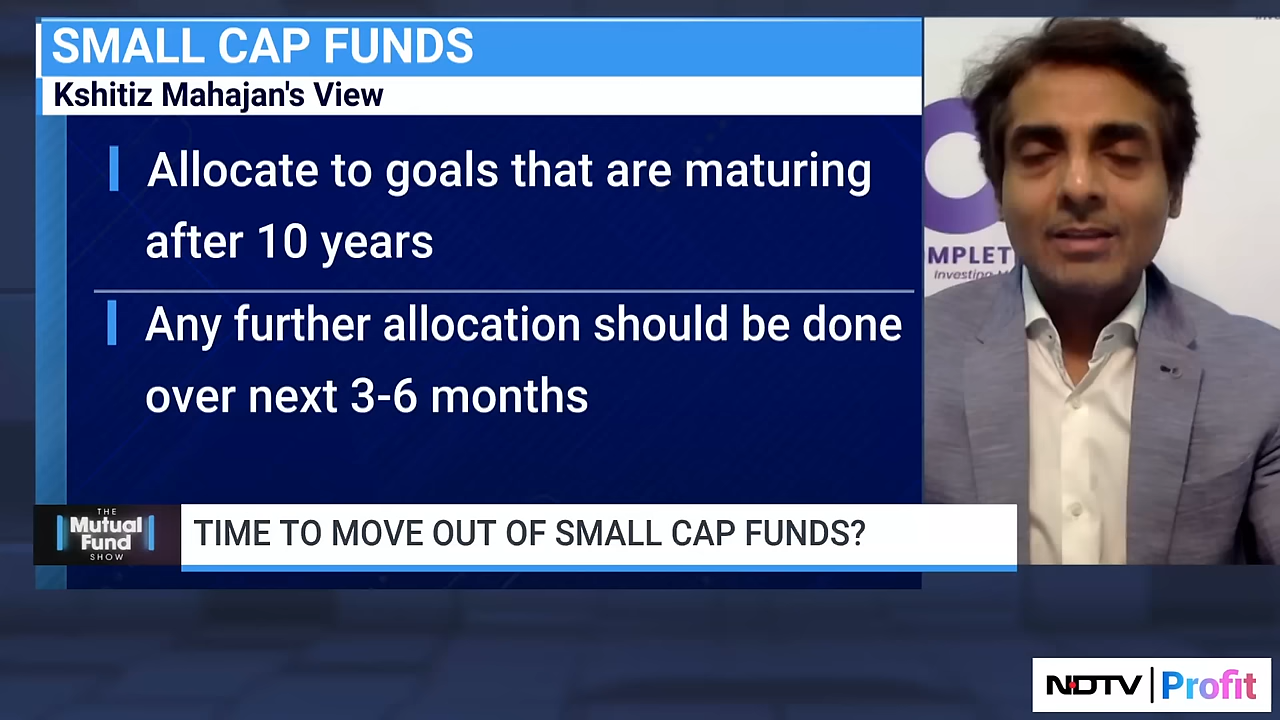 SMALL CAP FUNDS
Kshitiz Mahajan's View
Allocate to goals that are maturing
after 10 years
Any further allocation should be done
over next 3-6 months
MPLET
Investing
THE
Mutual
Fund
SHOW
TIME TO MOVE OUT OF SMALL CAP FUNDS?
NDTV Profit